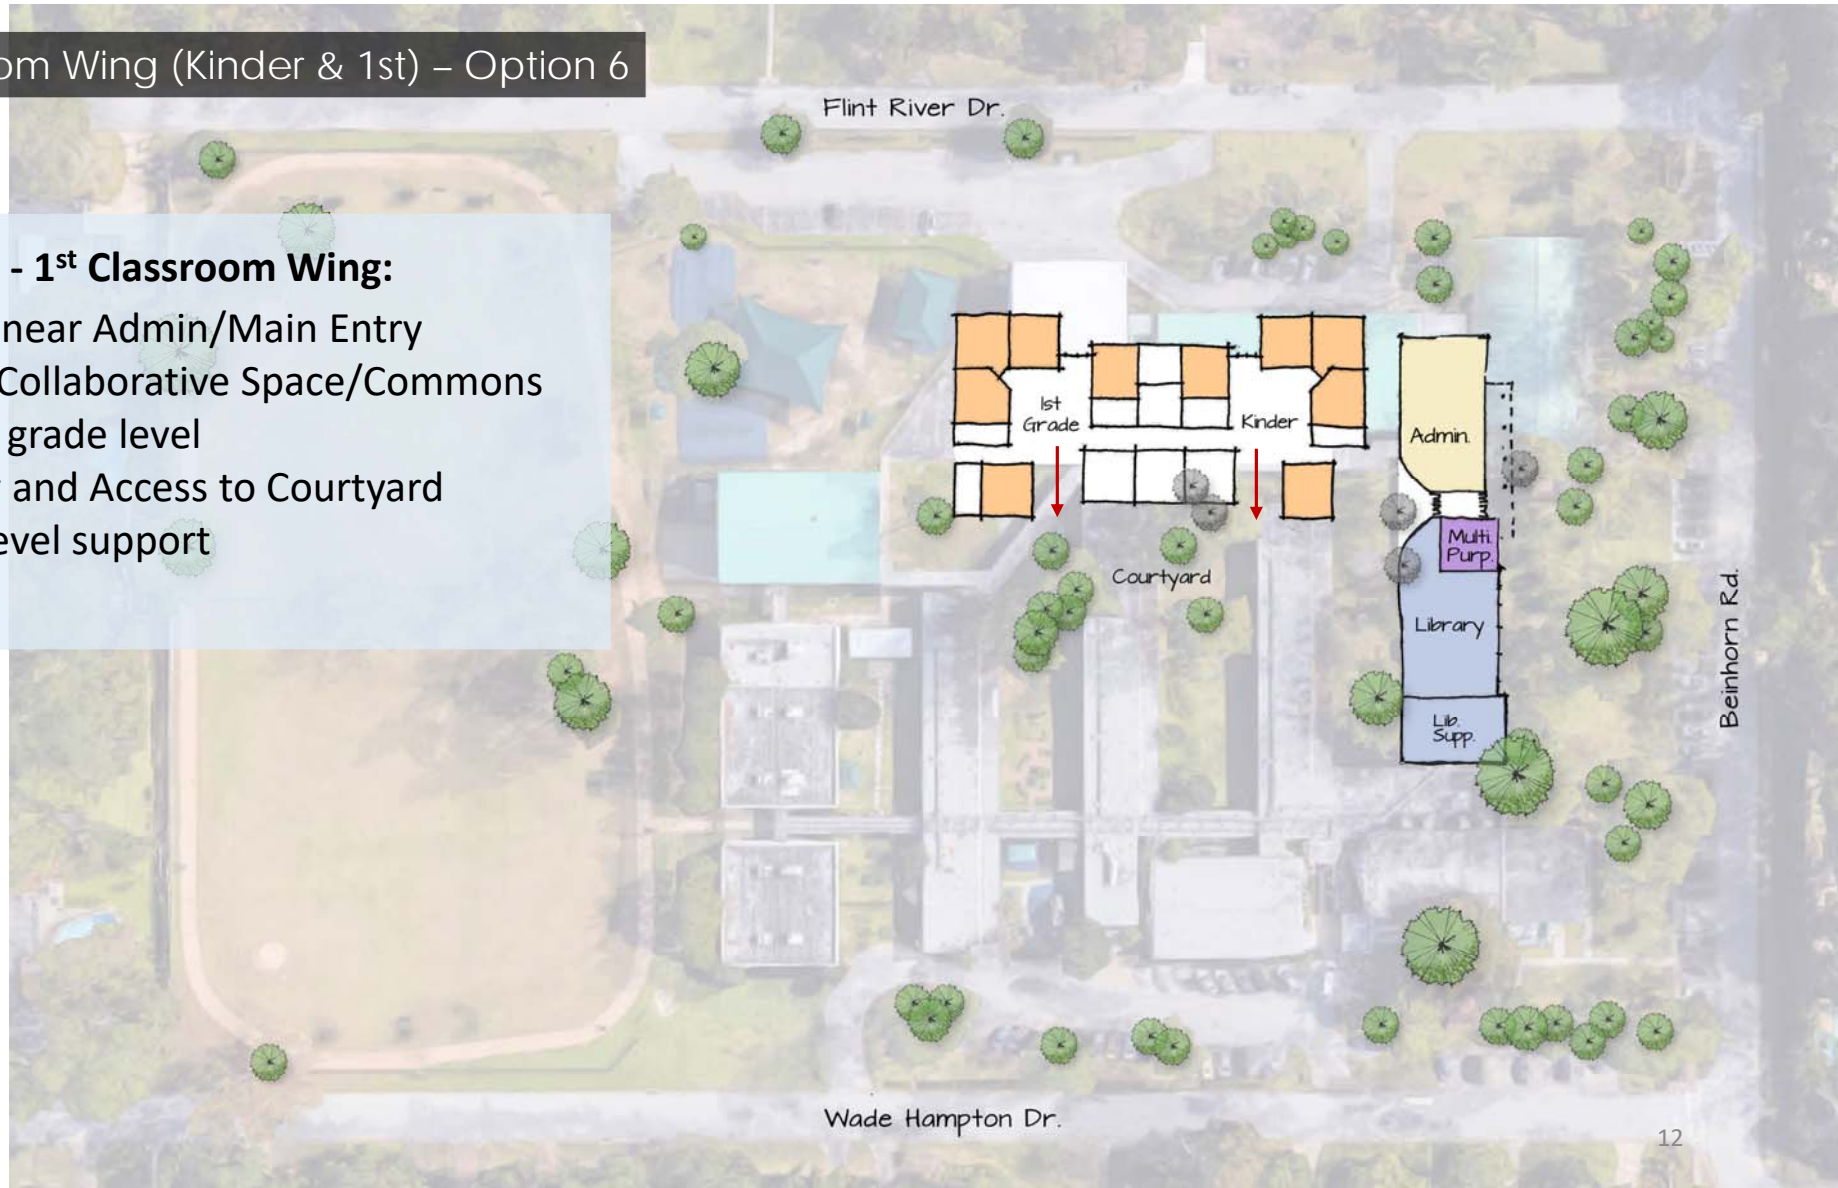 om Wing (Kinder & 1st) – Option 6
- 1st Classroom Wing:
near Admin/Main Entry
Collaborative Space/Commons
grade level
and Access to Courtyard
evel support
Flint River Dr.
1st
Grade
Kinder
Admin.
Multi.
Purp.
Courtyard
Library
Lib.
Supp.
Beinhorn Rd.
Wade Hampton Dr.
12